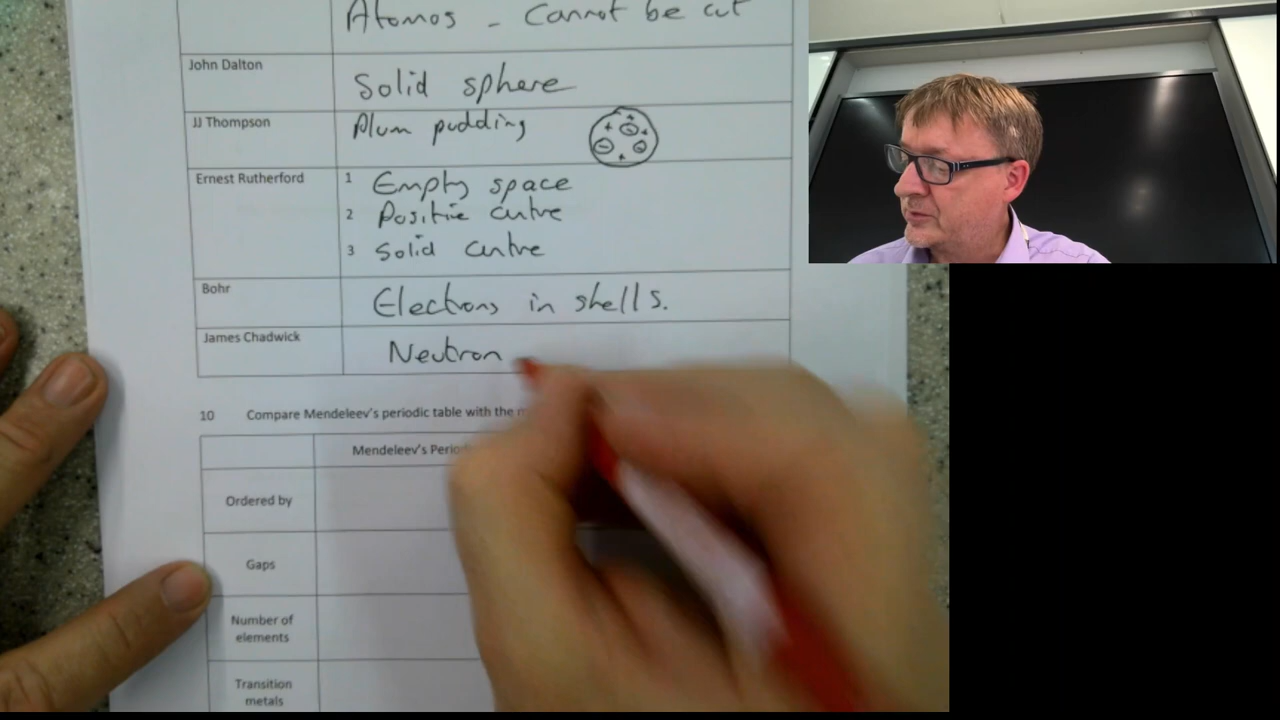 Atomos - Cannot be cut
John Dalton
Solid sphere
JJ Thompson
Plum pudding
Ernest Rutherford
1 Empty space
2 Positive centre
3 Solid centre
Bohr
Electrons in shells.
James Chadwick
Neutron
10 Compare Mendeleev's periodic table with the
Mendeleev's
Ordered by
Gaps
Number of
elements
Transition
metals